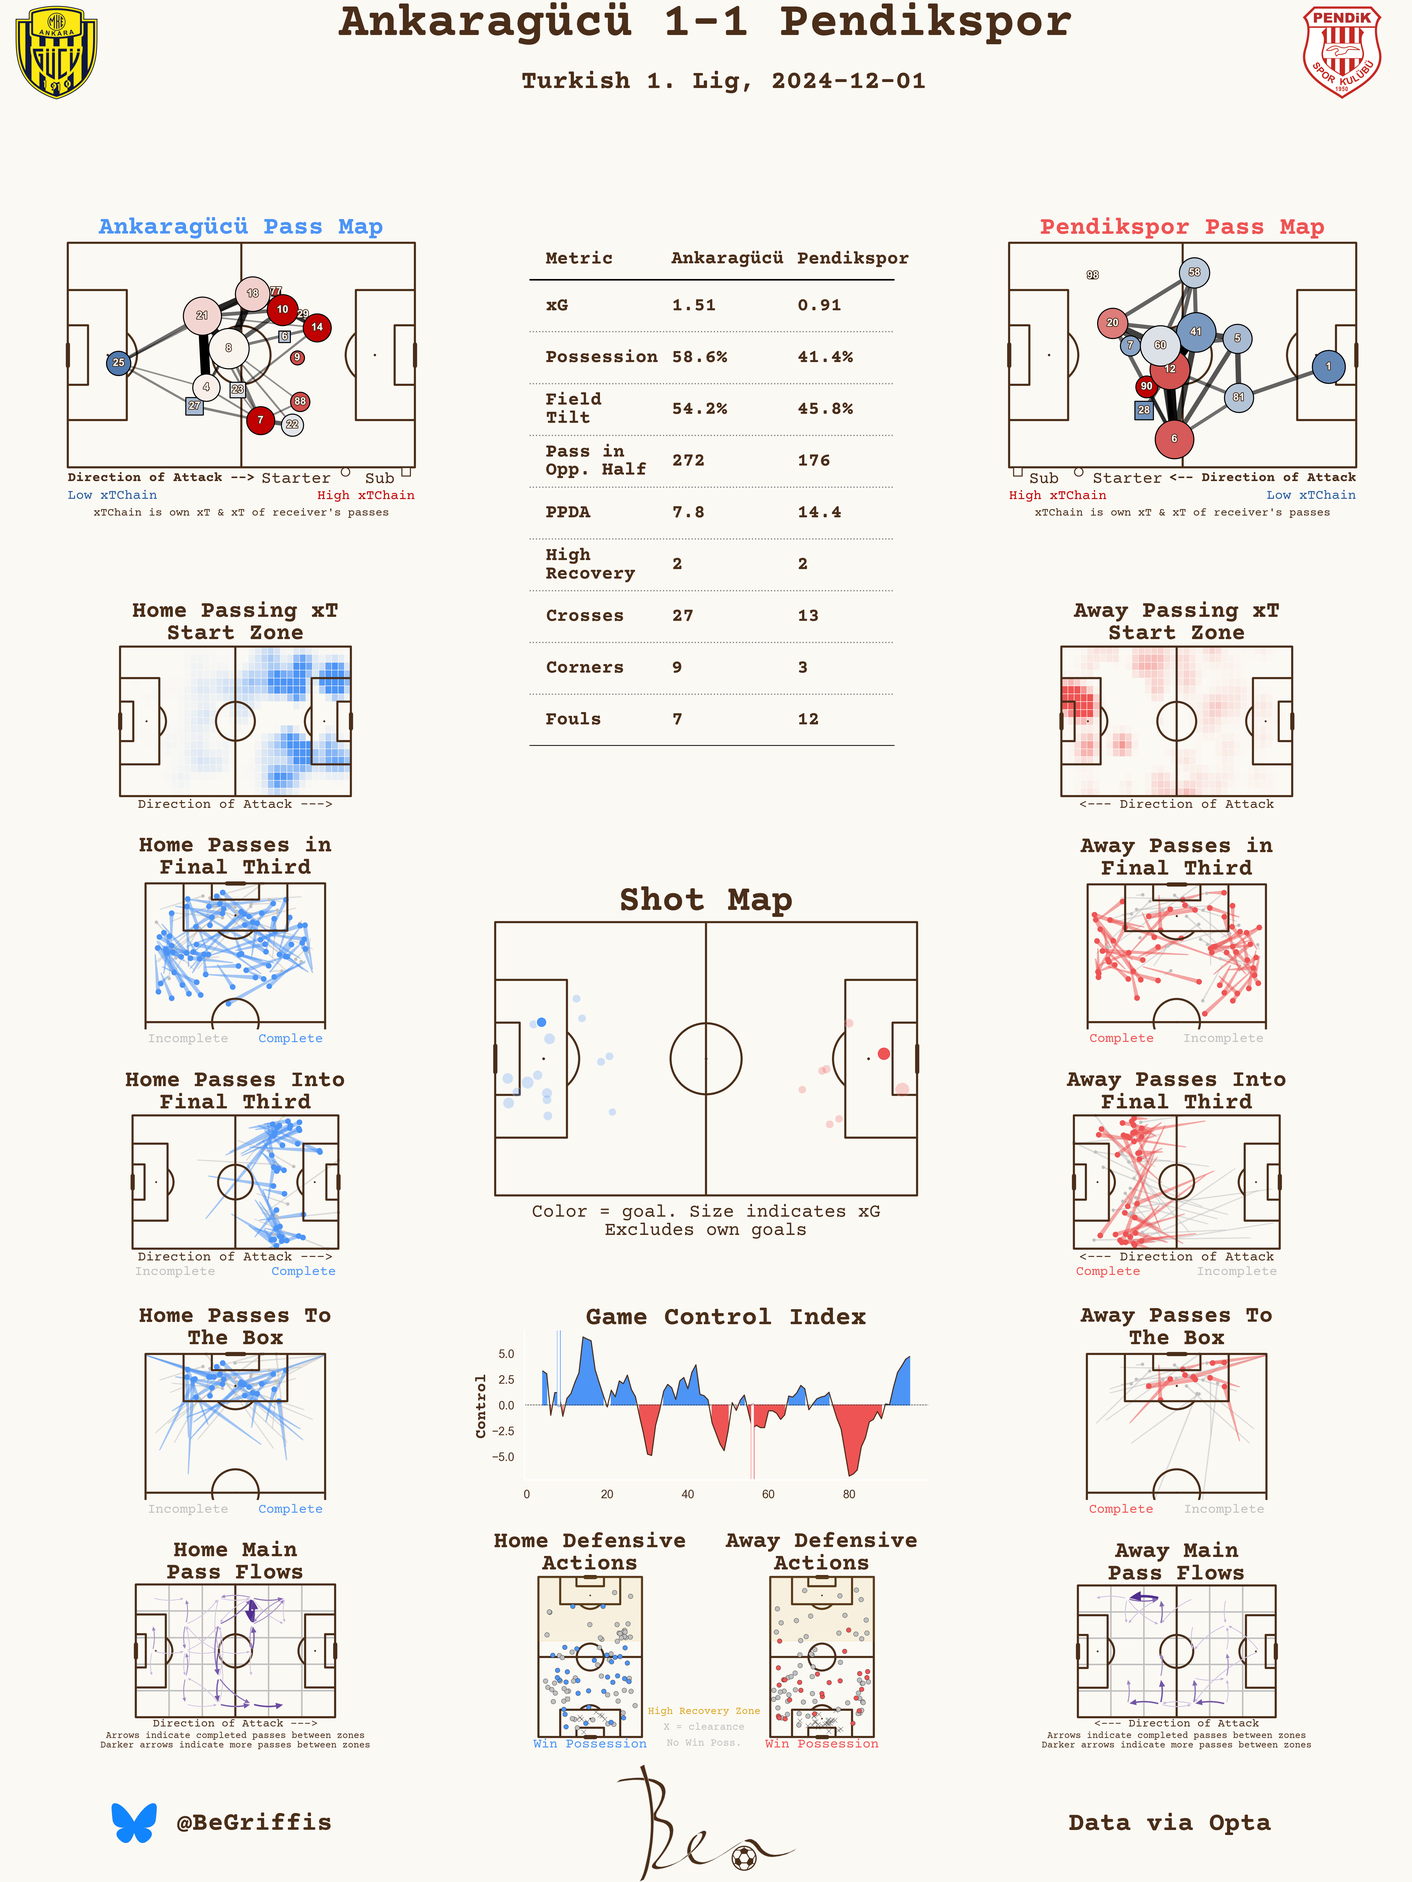 Ankaragücü 1-1 Pendikspor
Turkish 1. Lig, 2024-12-01
MKE
ANKARA
GÜCÜ
1910
PENDİK
SPOR KULÜBÜ
1950
Ankaragücü Pass Map
25
21
18
77
10
29
14
6
8
9
4
23
27
88
7
22
Direction of Attack --> Starter Sub
Low xTChain High xTChain
xTChain is own xT & xT of receiver's passes
Metric Ankaragücü Pendikspor
xG 1.51 0.91
Possession 58.6% 41.4%
Field
Tilt 54.2% 45.8%
Pass in
Opp. Half 272 176
PPDA 7.8 14.4
High
Recovery 2 2
Crosses 27 13
Corners 9 3
Fouls 7 12
Pendikspor Pass Map
98
58
20
7
60
41
5
12
90
28
81
1
6
Sub Starter <-- Direction of Attack
High xTChain Low xTChain
xTChain is own xT & xT of receiver's passes
Home Passing xT
Start Zone
Direction of Attack --->
Away Passing xT
Start Zone
<--- Direction of Attack
Home Passes in
Final Third
Incomplete Complete
Away Passes in
Final Third
Complete Incomplete
Shot Map
Color = goal. Size indicates xG
Excludes own goals
Home Passes Into
Final Third
Direction of Attack --->
Incomplete Complete
Away Passes Into
Final Third
<--- Direction of Attack
Complete Incomplete
Home Passes To
The Box
Incomplete Complete
Game Control Index
Control
5.0
2.5
0.0
−2.5
−5.0
0 20 40 60 80
Away Passes To
The Box
Complete Incomplete
Home Main
Pass Flows
Direction of Attack --->
Arrows indicate completed passes between zones
Darker arrows indicate more passes between zones
Home Defensive
Actions
Win Possession
High Recovery Zone
X = clearance
No Win Poss.
Away Defensive
Actions
Win Possession
Away Main
Pass Flows
<--- Direction of Attack
Arrows indicate completed passes between zones
Darker arrows indicate more passes between zones
@BeGriffis
Ben
Data via Opta